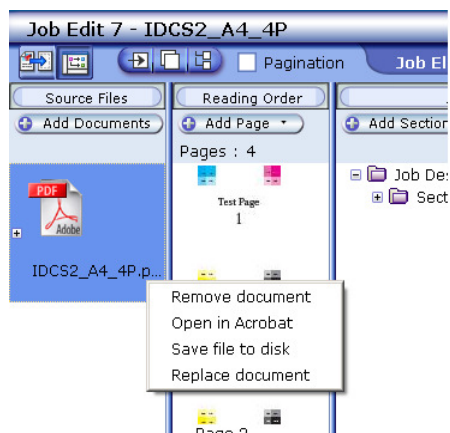 Job Edit 7 - IDCS2_A4_4P
Pagination
Job El
Source Files
Reading Order
Add Documents
Add Page
Add Section
Pages : 4
PDF
Adobe
IDCS2_A4_4P.p...
Test Page
1
Job De
Sect
Remove document
Open in Acrobat
Save file to disk
Replace document
Page 2